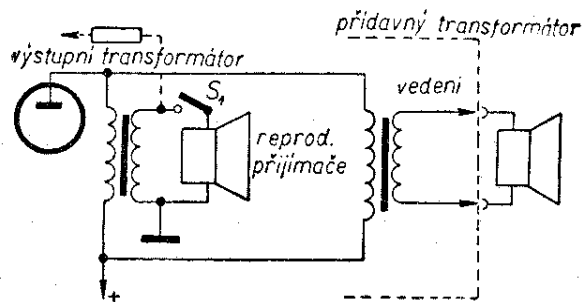 přídavný transformátor
výstupní transformátor
vedení
S₁
reprod.
přijímače
+